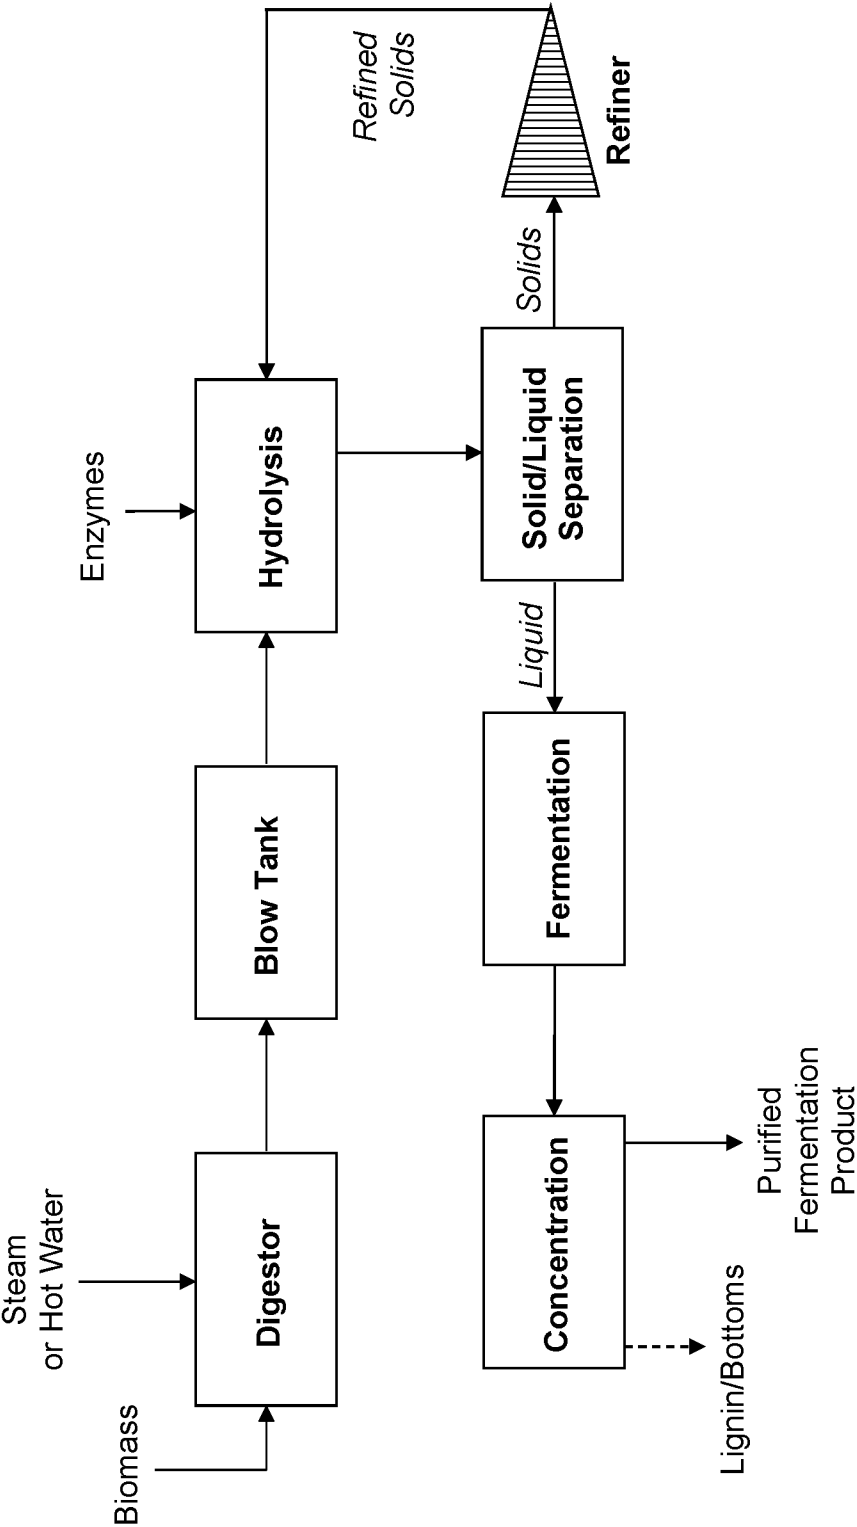 Steam
or Hot Water
Biomass
Digestor
Blow Tank
Enzymes
Hydrolysis
Refined
Solids
Concentration
Fermentation
Liquid
Solid/Liquid
Separation
Solids
Refiner
Lignin/Bottoms
Purified
Fermentation
Product